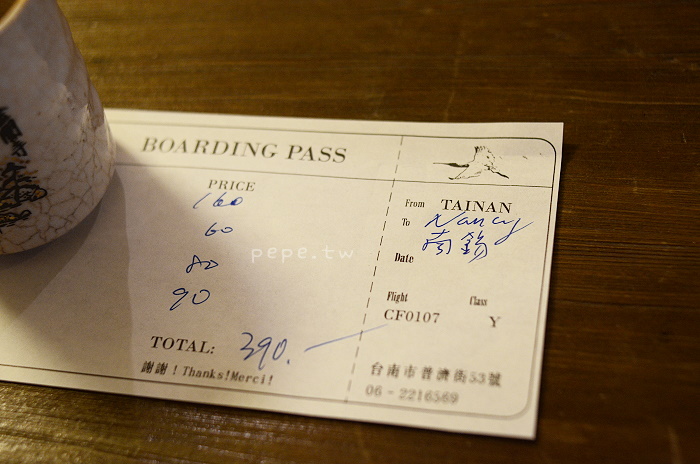 BOARDING PASS
PRICE
160
60
80
90
TOTAL: 390.—
謝謝！Thanks!Merci!
From TAINAN
To Nancy
南錫
Date
Flight Class
CF0107 Y
台南市普濟街53號
06-2216569
pepe.tw